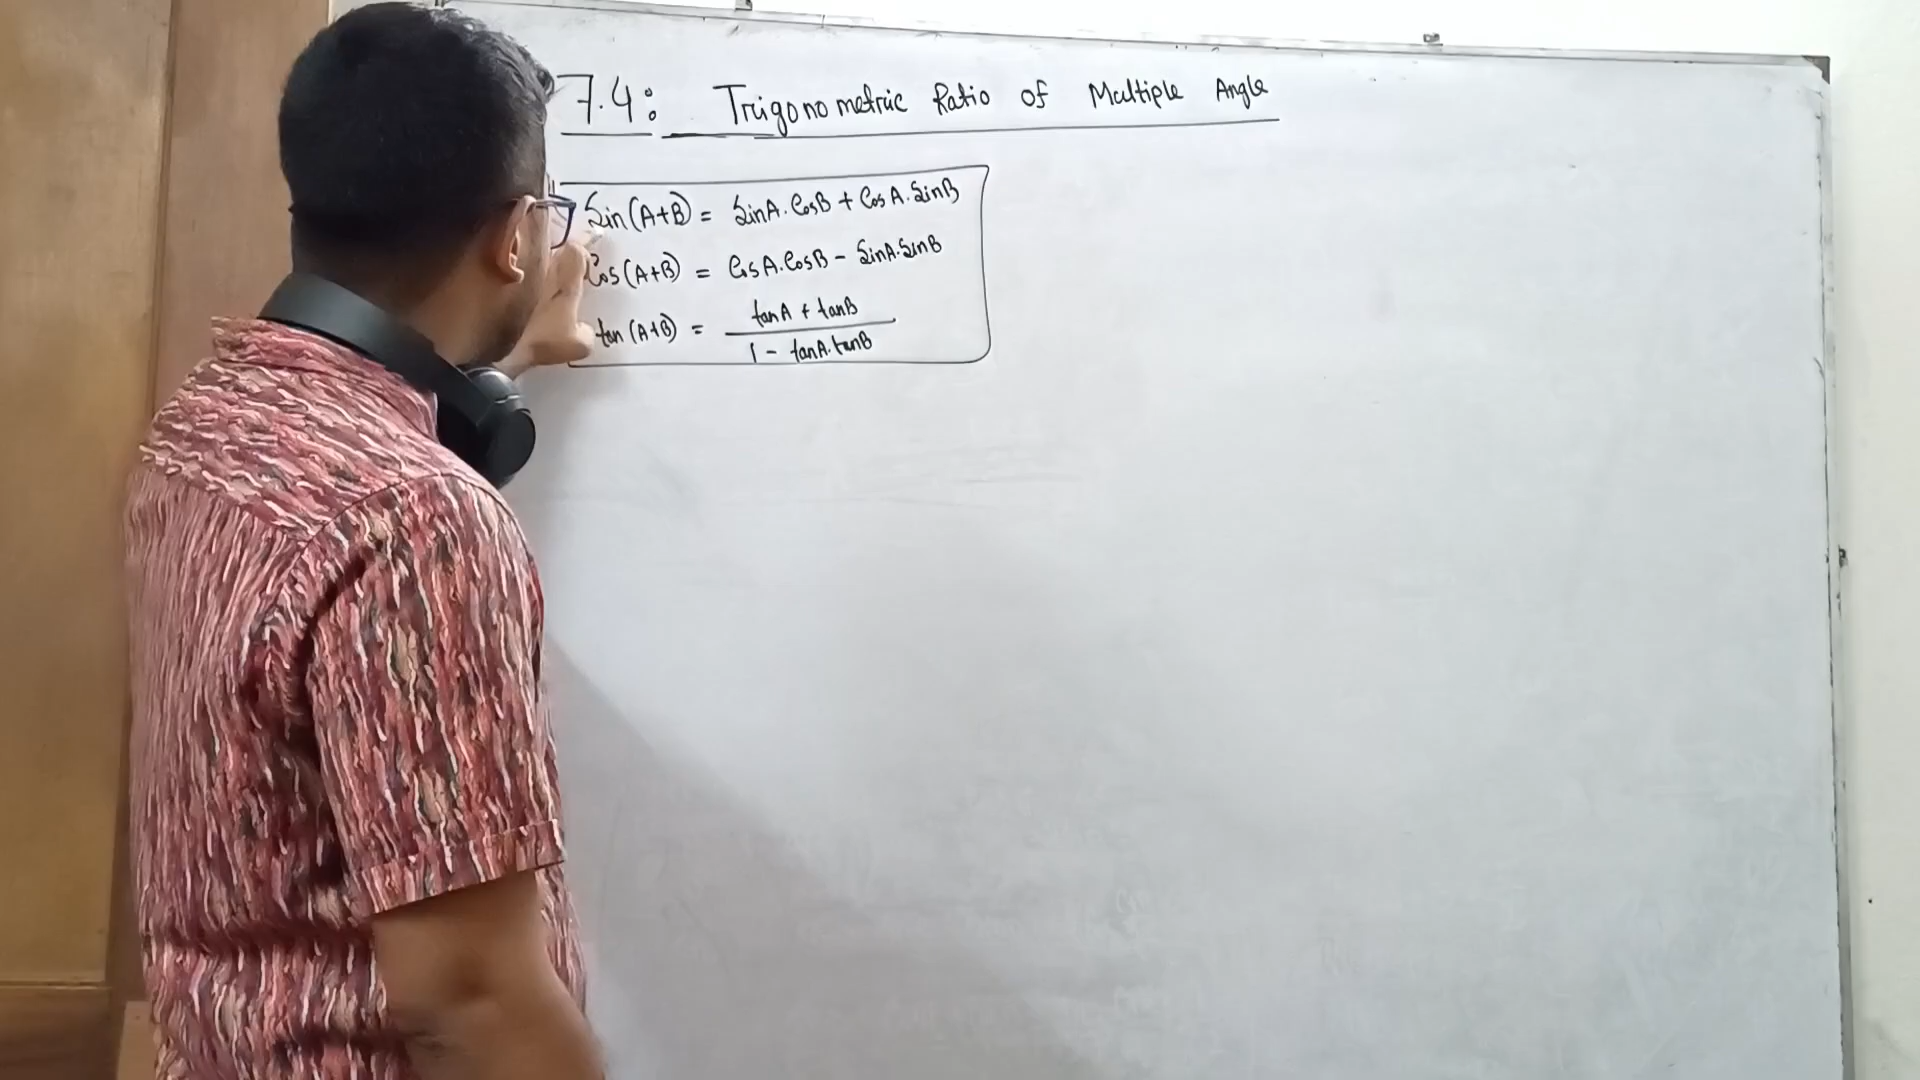 7.4: Trigonometric Ratio of Multiple Angle
Sin(A+B) = SinA.CosB + CosA.SinB
Cos(A+B) = CosA.CosB - SinA.SinB
tan(A+B) = tanA + tanB
1 - tanA.tanB